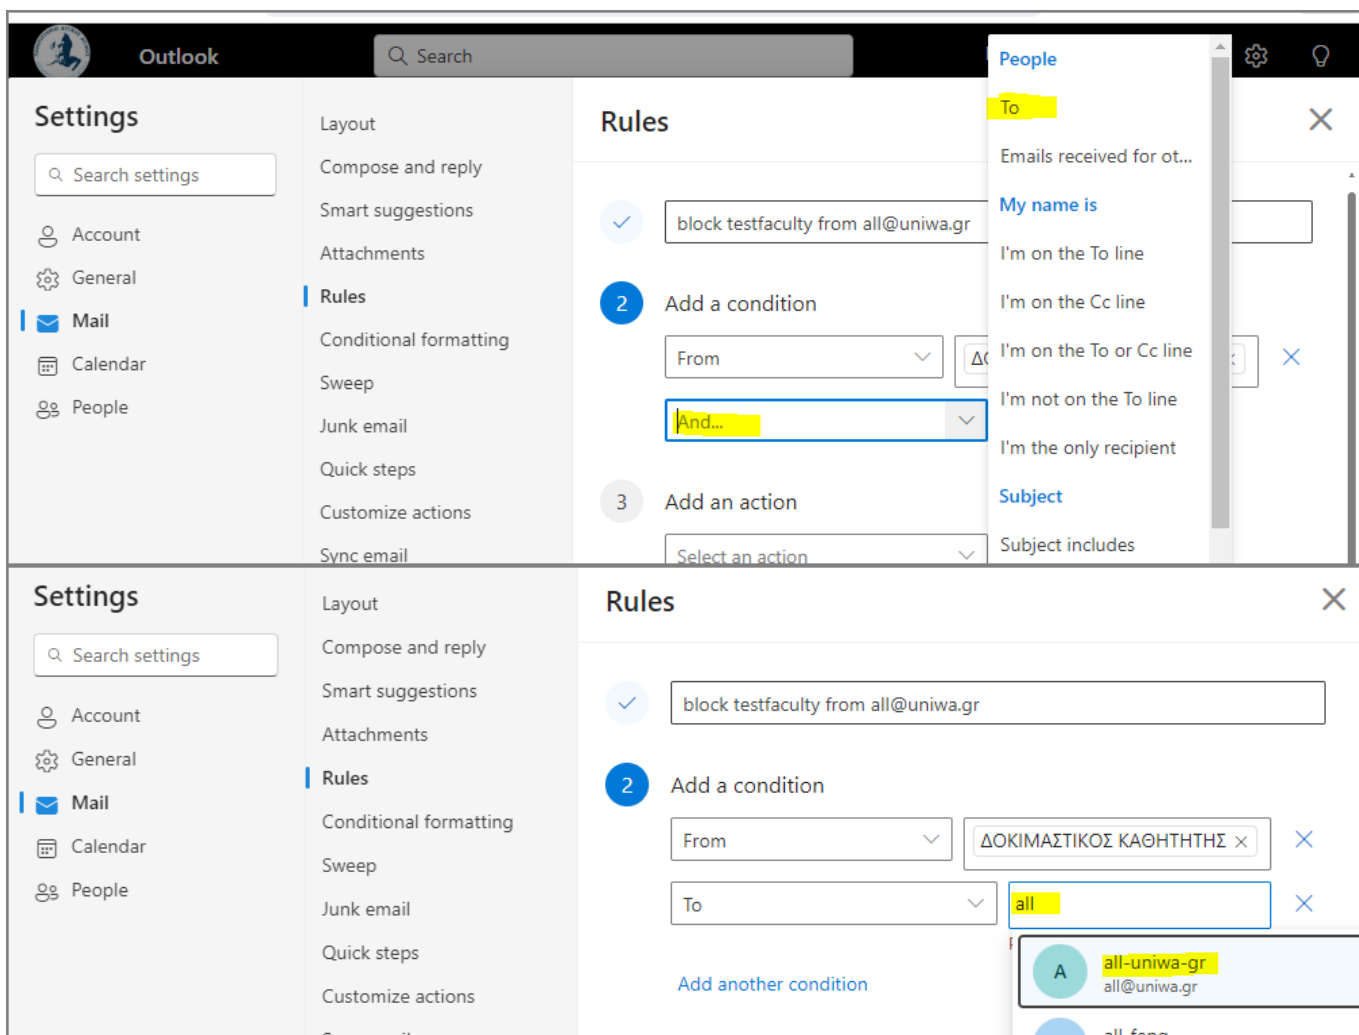 Outlook
Search
Settings
Search settings
Account
General
Mail
Calendar
People
Layout
Compose and reply
Smart suggestions
Attachments
Rules
Conditional formatting
Sweep
Junk email
Quick steps
Customize actions
Sync email
Rules
block testfaculty from all@uniwa.gr
2 Add a condition
From
And...
3 Add an action
Select an action
People
To
Emails received for ot...
My name is
I'm on the To line
I'm on the Cc line
I'm on the To or Cc line
I'm not on the To line
I'm the only recipient
Subject
Subject includes
Settings
Search settings
Account
General
Mail
Calendar
People
Layout
Compose and reply
Smart suggestions
Attachments
Rules
Conditional formatting
Sweep
Junk email
Quick steps
Customize actions
Rules
block testfaculty from all@uniwa.gr
2 Add a condition
From ΔΟΚΙΜΑΣΤΙΚΟΣ ΚΑΘΗΤΗΤΗΣ
To all
A all-uniwa-gr
all@uniwa.gr
Add another condition